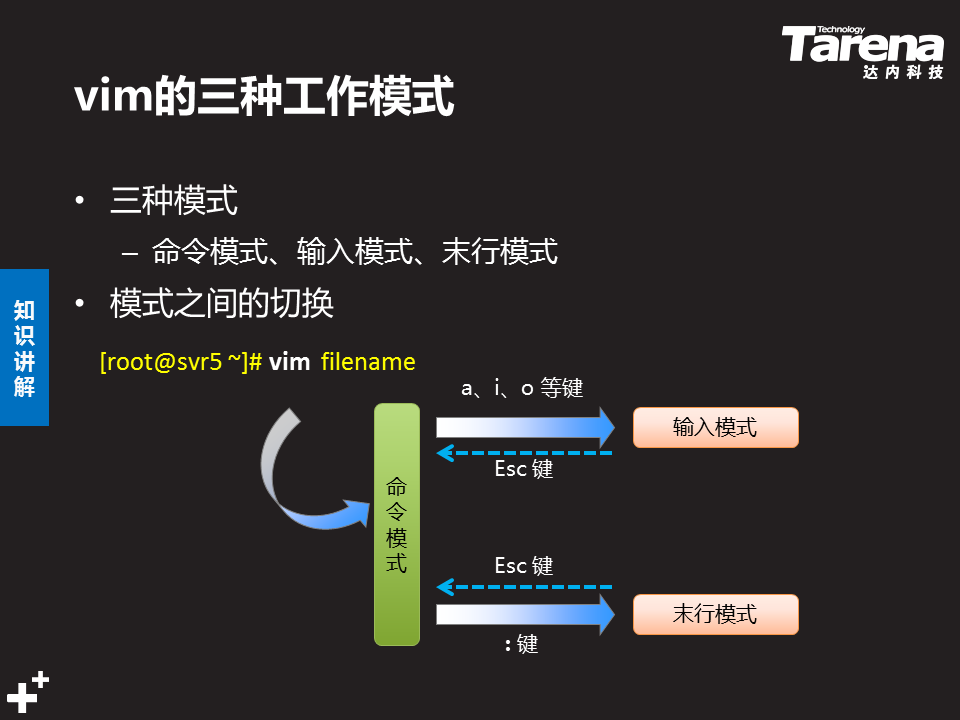 Technology
Tarena
达内科技
vim的三种工作模式
• 三种模式
– 命令模式、输入模式、末行模式
• 模式之间的切换
知识讲解
[root@svr5 ~]# vim filename
a、i、o 等键
输入模式
Esc 键
命令模式
Esc 键
末行模式
: 键